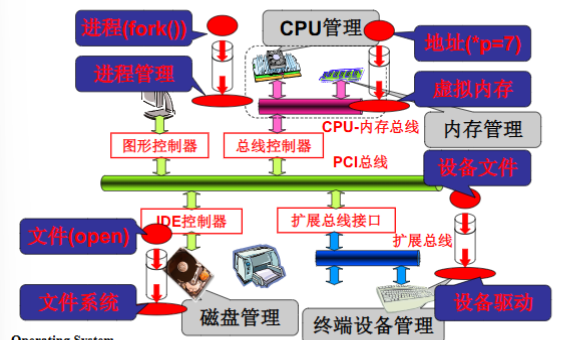 进程(fork())
CPU管理
地址(*p=7)
进程管理
虚拟内存
CPU-内存总线
内存管理
图形控制器
总线控制器
PCI总线
设备文件
IDE控制器
扩展总线接口
文件(open)
扩展总线
文件系统
磁盘管理
终端设备管理
设备驱动
Operating System